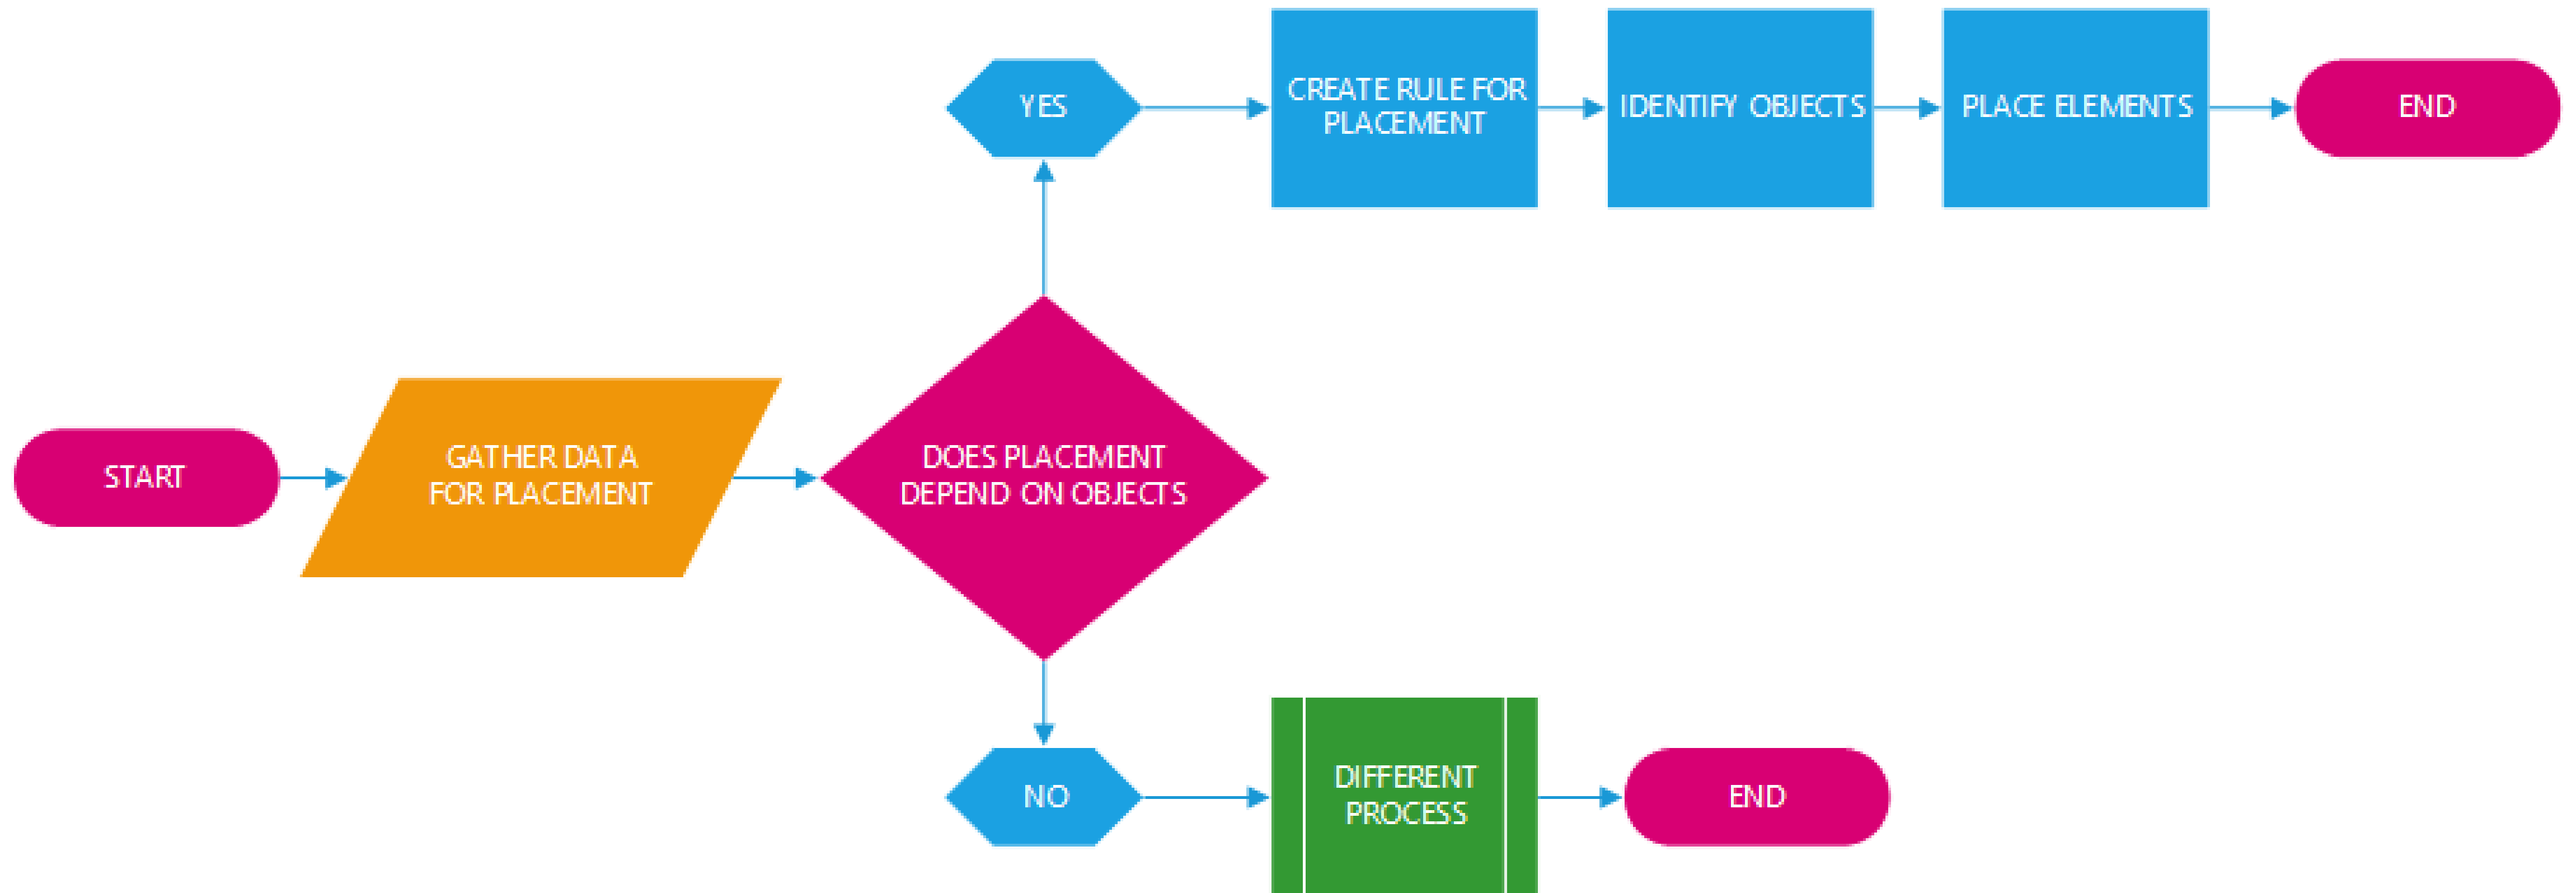 START
GATHER DATA
FOR PLACEMENT
DOES PLACEMENT
DEPEND ON OBJECTS
YES
CREATE RULE FOR
PLACEMENT
IDENTIFY OBJECTS
PLACE ELEMENTS
END
NO
DIFFERENT
PROCESS
END